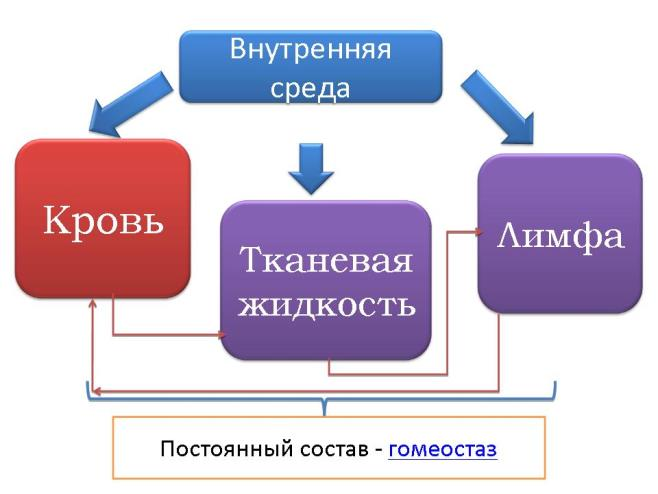 Внутренняя
среда
Кровь
Тканевая
жидкость
Лимфа
Постоянный состав - гомеостаз